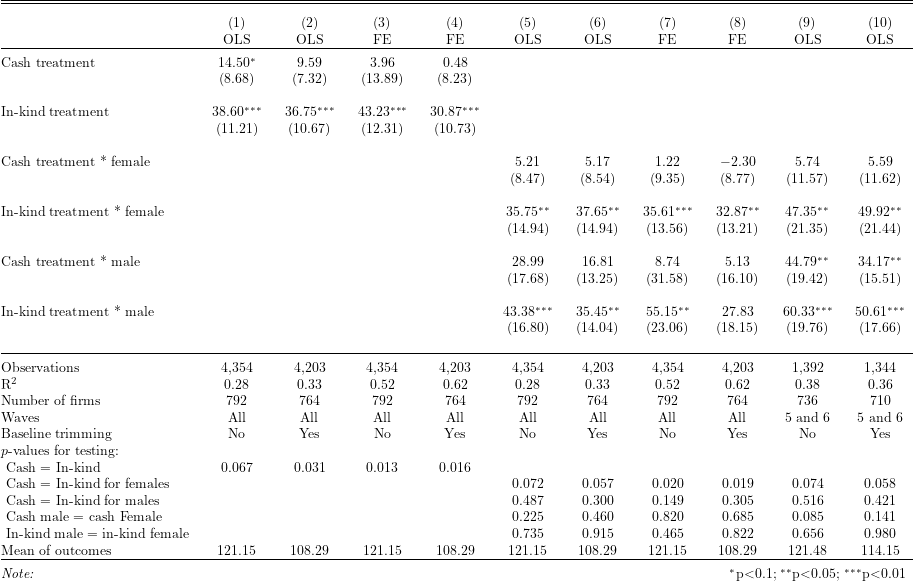 (1) (2) (3) (4) (5) (6) (7) (8) (9) (10)
OLS OLS FE FE OLS OLS FE FE OLS OLS
Cash treatment 14.50* 9.59 3.96 0.48
(8.68) (7.32) (13.89) (8.23)
In-kind treatment 38.60*** 36.75*** 43.23*** 30.87***
(11.21) (10.67) (12.31) (10.73)
Cash treatment * female 5.21 5.17 1.22 −2.30 5.74 5.59
(8.47) (8.54) (9.35) (8.77) (11.57) (11.62)
In-kind treatment * female 35.75** 37.65** 35.61*** 32.87** 47.35** 49.92**
(14.94) (14.94) (13.56) (13.21) (21.35) (21.44)
Cash treatment * male 28.99 16.81 8.74 5.13 44.79** 34.17**
(17.68) (13.25) (31.58) (16.10) (19.42) (15.51)
In-kind treatment * male 43.38*** 35.45** 55.15** 27.83 60.33*** 50.61***
(16.80) (14.04) (23.06) (18.15) (19.76) (17.66)
Observations 4,354 4,203 4,354 4,203 4,354 4,203 4,354 4,203 1,392 1,344
R² 0.28 0.33 0.52 0.62 0.28 0.33 0.52 0.62 0.38 0.36
Number of firms 792 764 792 764 792 764 792 764 736 710
Waves All All All All All All All All 5 and 6 5 and 6
Baseline trimming No Yes No Yes No Yes No Yes No Yes
p-values for testing:
Cash = In-kind 0.067 0.031 0.013 0.016
Cash = In-kind for females 0.072 0.057 0.020 0.019 0.074 0.058
Cash = In-kind for males 0.487 0.300 0.149 0.305 0.516 0.421
Cash male = cash Female 0.225 0.460 0.820 0.685 0.085 0.141
In-kind male = in-kind female 0.735 0.915 0.465 0.822 0.656 0.980
Mean of outcomes 121.15 108.29 121.15 108.29 121.15 108.29 121.15 108.29 121.48 114.15
Note: *p<0.1; **p<0.05; ***p<0.01